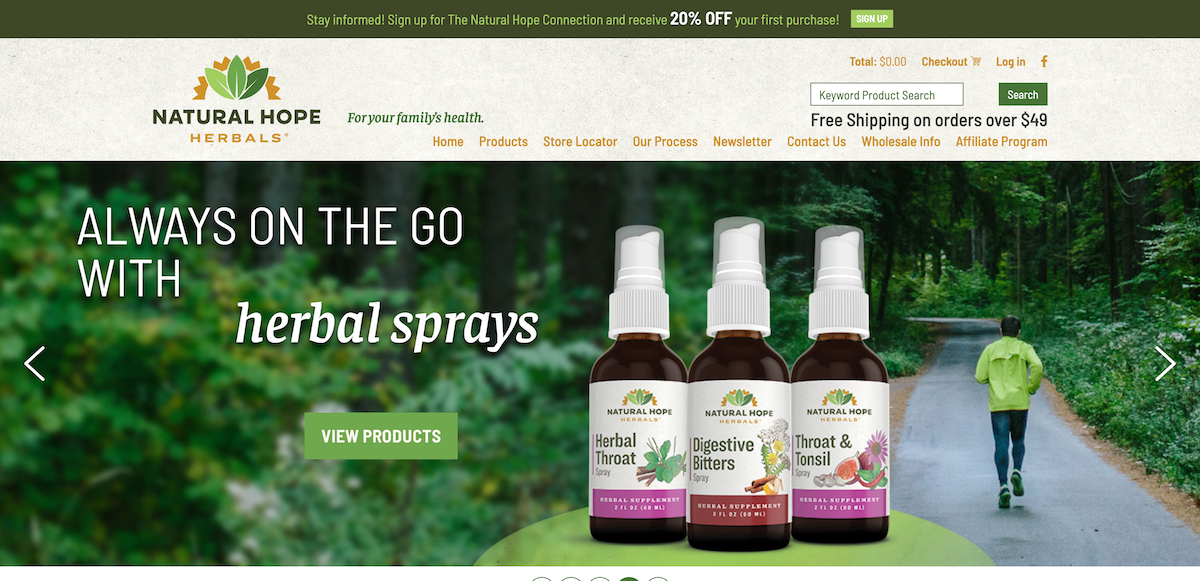 Stay informed! Sign up for The Natural Hope Connection and receive 20% OFF your first purchase! SIGN UP
Total: $0.00 Checkout Log in
NATURAL HOPE
HERBALS®
For your family's health.
Keyword Product Search Search
Free Shipping on orders over $49
Home Products Store Locator Our Process Newsletter Contact Us Wholesale Info Affiliate Program
ALWAYS ON THE GO
WITH
herbal sprays
VIEW PRODUCTS
NATURAL HOPE
HERBALS
Herbal
Throat
Spray
HERBAL SUPPLEMENT
2 FL OZ (60 ML)
NATURAL HOPE
HERBALS
Digestive
Bitters
Spray
HERBAL SUPPLEMENT
2 FL OZ (60 ML)
NATURAL HOPE
HERBALS
Throat &
Tonsil
Spray
HERBAL SUPPLEMENT
2 FL OZ (60 ML)